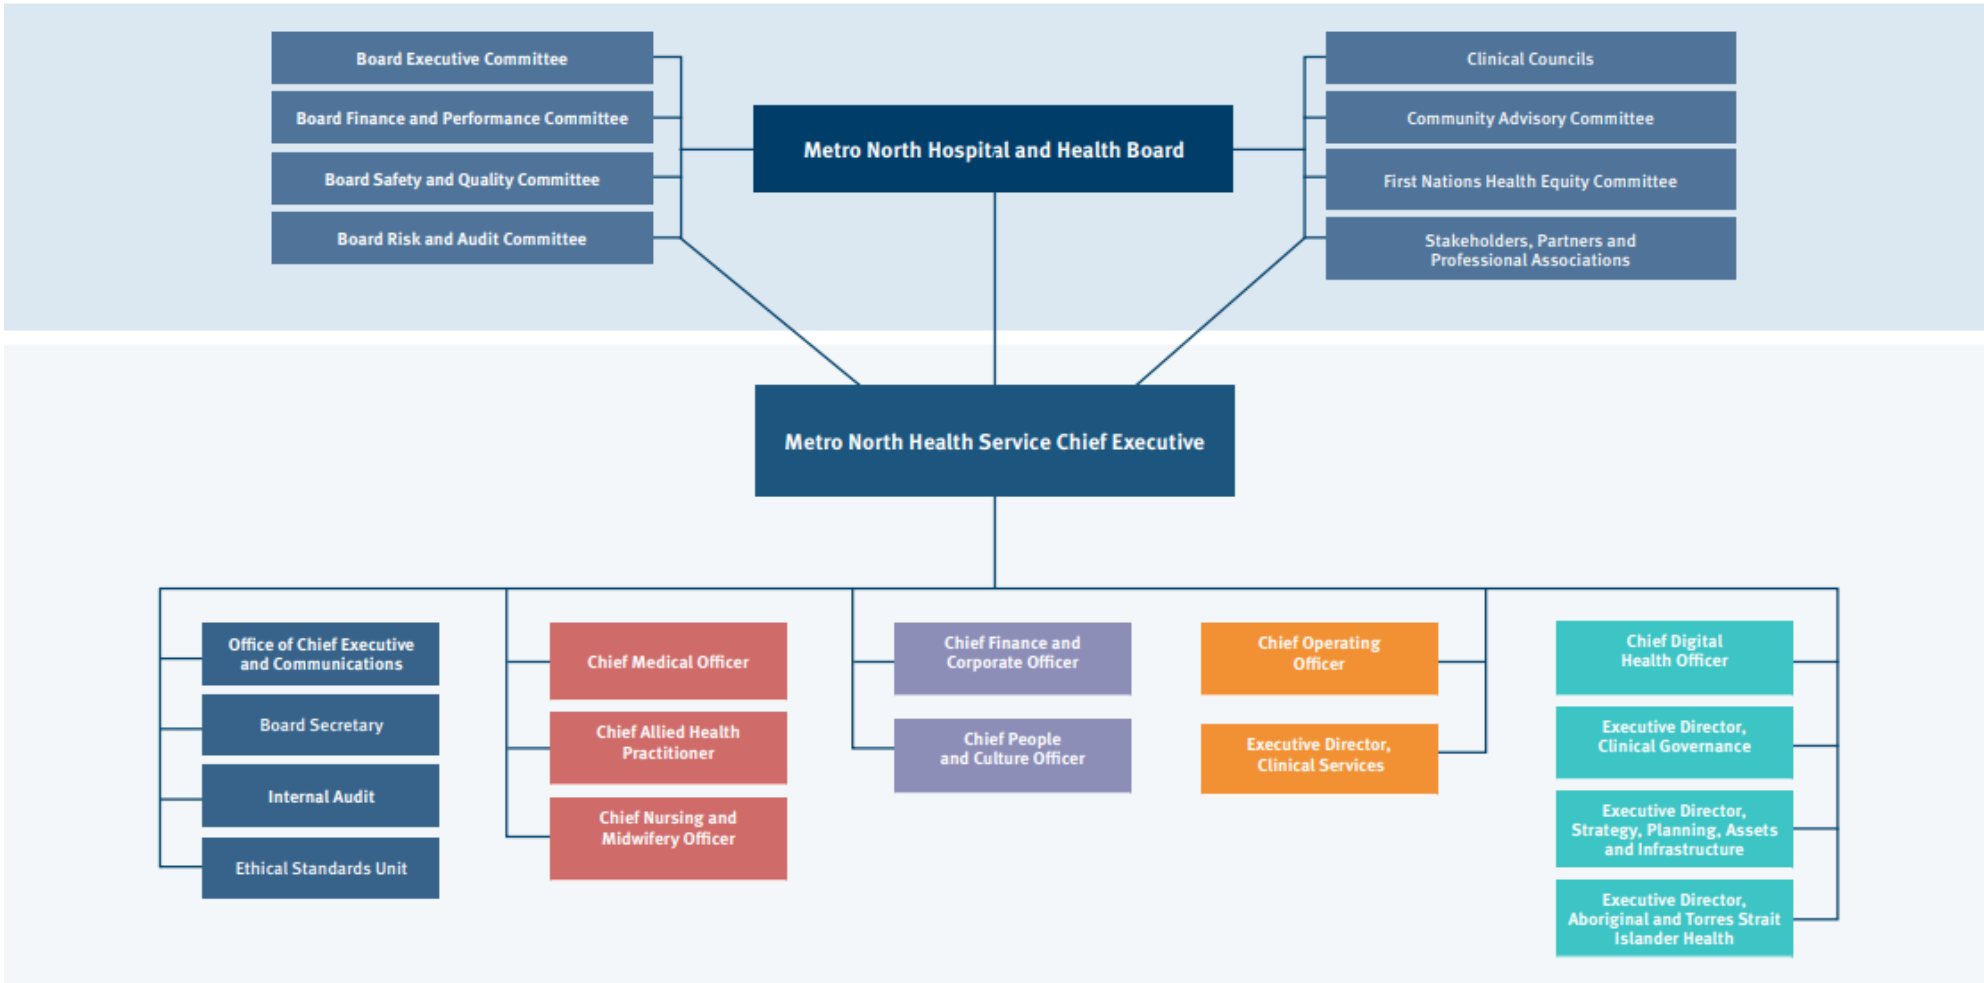 Board Executive Committee
Board Finance and Performance Committee
Board Safety and Quality Committee
Board Risk and Audit Committee
Metro North Hospital and Health Board
Clinical Councils
Community Advisory Committee
First Nations Health Equity Committee
Stakeholders, Partners and
Professional Associations
Metro North Health Service Chief Executive
Office of Chief Executive
and Communications
Board Secretary
Internal Audit
Ethical Standards Unit
Chief Medical Officer
Chief Allied Health
Practitioner
Chief Nursing and
Midwifery Officer
Chief Finance and
Corporate Officer
Chief People
and Culture Officer
Chief Operating
Officer
Executive Director,
Clinical Services
Chief Digital
Health Officer
Executive Director,
Clinical Governance
Executive Director,
Strategy, Planning, Assets
and Infrastructure
Executive Director,
Aboriginal and Torres Strait
Islander Health